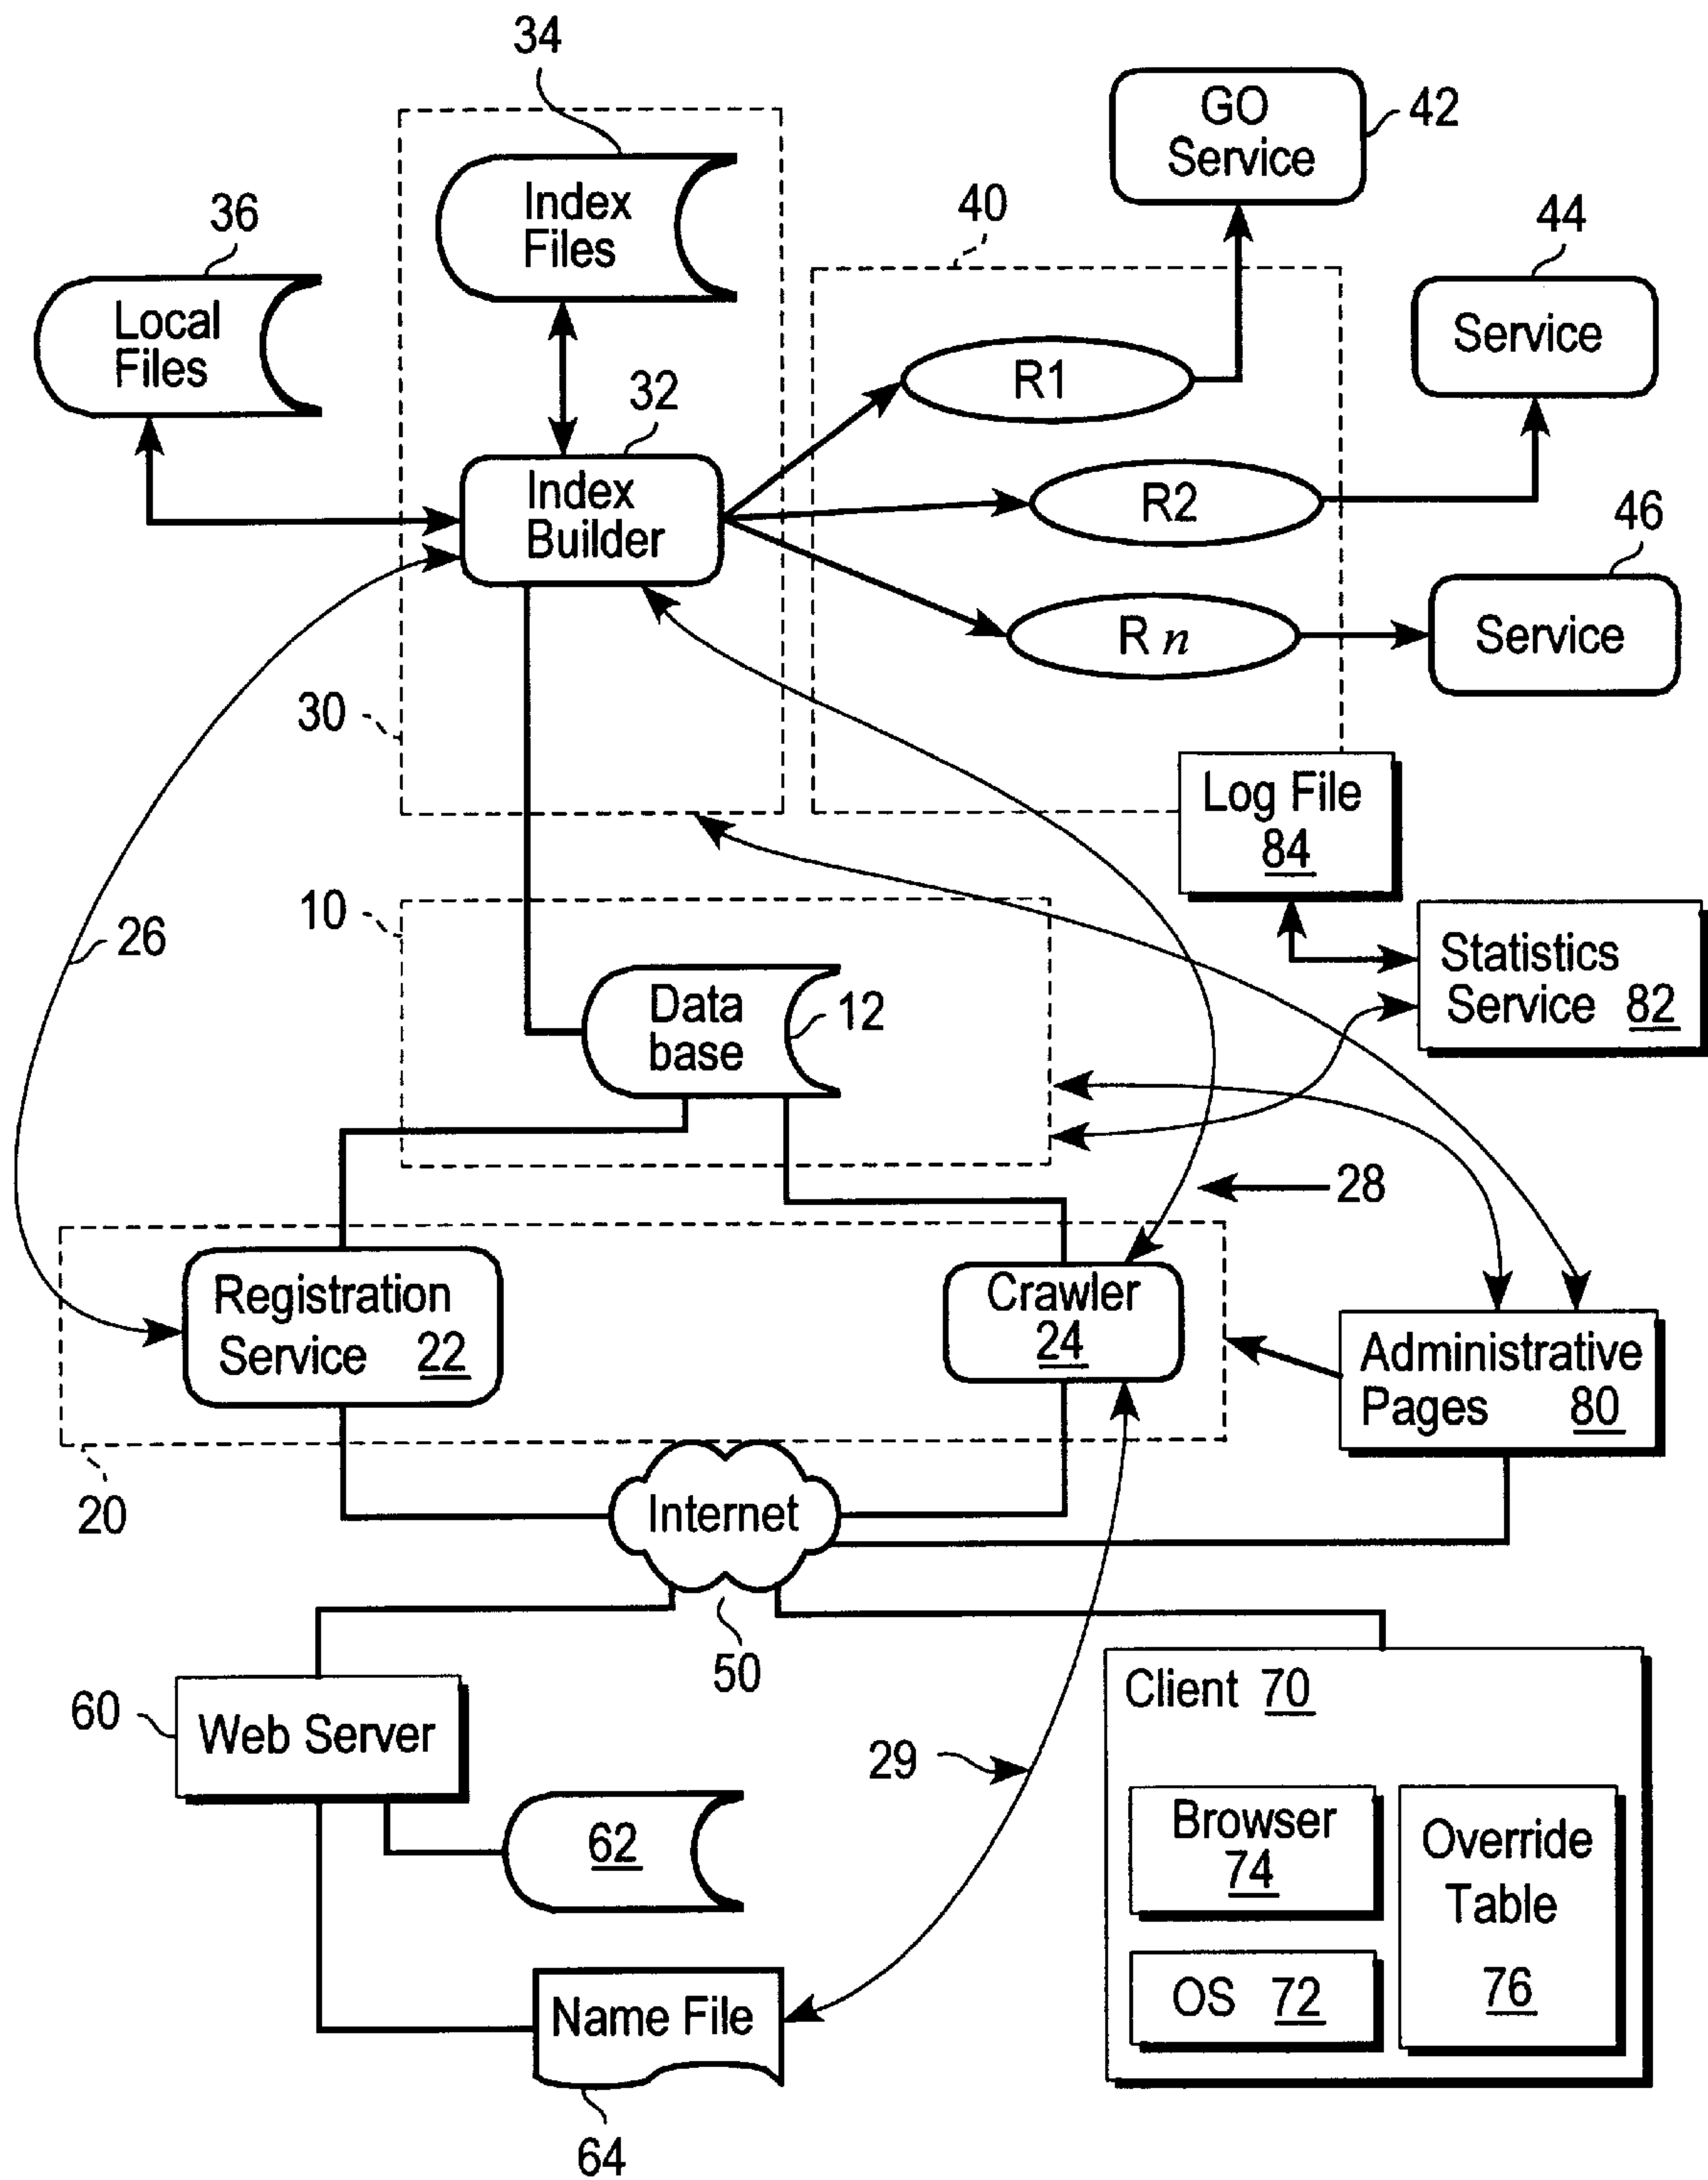 34
GO
Service
42
36
Index
Files
40
44
Local
Files
R1
Service
32
Index
Builder
R2
46
R n
Service
30
Log File
84
10
26
Statistics
Service 82
Data
base
12
28
Registration
Service 22
Crawler
24
Administrative
Pages 80
20
Internet
50
60
Web Server
Client 70
29
Browser
74
Override
Table
76
62
OS 72
Name File
64